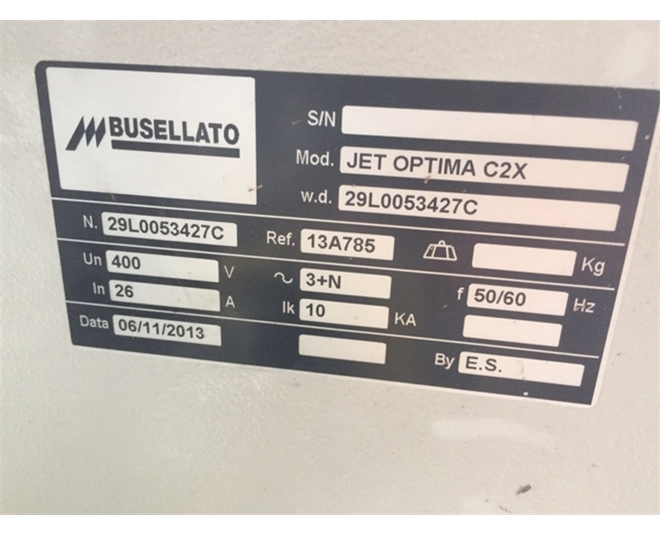 BUSELLATO
S/N
Mod. JET OPTIMA C2X
w.d. 29L0053427C
N. 29L0053427C Ref. 13A785 Kg
Un 400 V ~ 3+N f 50/60 Hz
In 26 A Ik 10 KA
Data 06/11/2013 By E.S.